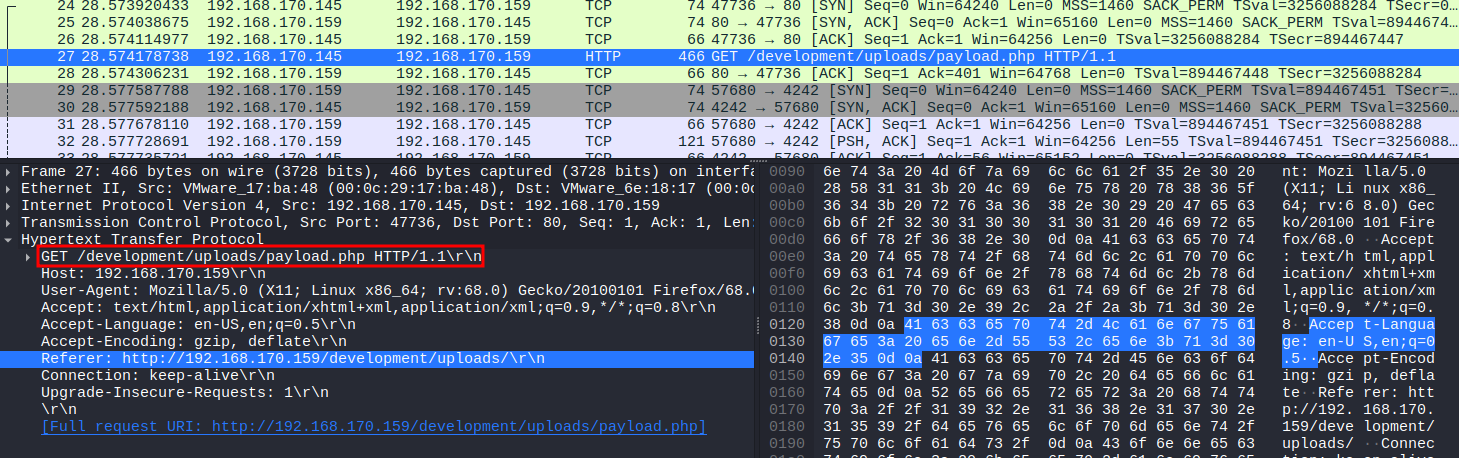 24 28.573920433 192.168.170.145 192.168.170.159 TCP 74 47736 → 80 [SYN] Seq=0 Win=64240 Len=0 MSS=1460 SACK_PERM TSval=3256088284 TSecr=0…
25 28.574038675 192.168.170.159 192.168.170.145 TCP 74 80 → 47736 [SYN, ACK] Seq=0 Ack=1 Win=65160 Len=0 MSS=1460 SACK_PERM TSval=8944674…
26 28.574114977 192.168.170.145 192.168.170.159 TCP 66 47736 → 80 [ACK] Seq=1 Ack=1 Win=64256 Len=0 TSval=3256088284 TSecr=894467447
27 28.574178738 192.168.170.145 192.168.170.159 HTTP 466 GET /development/uploads/payload.php HTTP/1.1
28 28.574306231 192.168.170.159 192.168.170.145 TCP 66 80 → 47736 [ACK] Seq=1 Ack=401 Win=64768 Len=0 TSval=894467448 TSecr=3256088284
29 28.577587788 192.168.170.159 192.168.170.145 TCP 74 57680 → 4242 [SYN] Seq=0 Win=64240 Len=0 MSS=1460 SACK_PERM TSval=894467451 TSecr=…
30 28.577592188 192.168.170.145 192.168.170.159 TCP 74 4242 → 57680 [SYN, ACK] Seq=0 Ack=1 Win=65160 Len=0 MSS=1460 SACK_PERM TSval=32560…
31 28.577678110 192.168.170.159 192.168.170.145 TCP 66 57680 → 4242 [ACK] Seq=1 Ack=1 Win=64256 Len=0 TSval=894467451 TSecr=3256088288
32 28.577728691 192.168.170.159 192.168.170.145 TCP 121 57680 → 4242 [PSH, ACK] Seq=1 Ack=1 Win=64256 Len=55 TSval=894467451 TSecr=3256088…
33 28.577735721 192.168.170.145 192.168.170.159 TCP 66 4242 → 57680 [ACK] Seq=1 Ack=56 Win=65152 Len=0 TSval=3256088288 TSecr=894467451
Frame 27: 466 bytes on wire (3728 bits), 466 bytes captured (3728 bits) on interfa
Ethernet II, Src: VMware_17:ba:48 (00:0c:29:17:ba:48), Dst: VMware_6e:18:17 (00:0c
Internet Protocol Version 4, Src: 192.168.170.145, Dst: 192.168.170.159
Transmission Control Protocol, Src Port: 47736, Dst Port: 80, Seq: 1, Ack: 1, Len:
Hypertext Transfer Protocol
GET /development/uploads/payload.php HTTP/1.1\r\n
Host: 192.168.170.159\r\n
User-Agent: Mozilla/5.0 (X11; Linux x86_64; rv:68.0) Gecko/20100101 Firefox/68.0
Accept: text/html,application/xhtml+xml,application/xml;q=0.9,*/*;q=0.8\r\n
Accept-Language: en-US,en;q=0.5\r\n
Accept-Encoding: gzip, deflate\r\n
Referer: http://192.168.170.159/development/uploads/\r\n
Connection: keep-alive\r\n
Upgrade-Insecure-Requests: 1\r\n
\r\n
[Full request URI: http://192.168.170.159/development/uploads/payload.php]
0090 6e 74 3a 20 4d 6f 7a 69 6c 6c 61 2f 35 2e 30 20 nt: Mozi lla/5.0
00a0 28 58 31 31 3b 20 4c 69 6e 75 78 20 78 38 36 5f (X11; Li nux x86_
00b0 36 34 3b 20 72 76 3a 36 38 2e 30 29 20 47 65 63 64; rv:6 8.0) Gec
00c0 6b 6f 2f 32 30 31 30 30 31 30 31 20 46 69 72 65 ko/20100 101 Fire
00d0 66 6f 78 2f 36 38 2e 30 0d 0a 41 63 63 65 70 74 fox/68.0 ··Accept
00e0 3a 20 74 65 78 74 2f 68 74 6d 6c 2c 61 70 70 6c : text/h tml,appl
00f0 69 63 61 74 69 6f 6e 2f 78 68 74 6d 6c 2b 78 6d ication/ xhtml+xm
0100 6c 2c 61 70 70 6c 69 63 61 74 69 6f 6e 2f 78 6d l,applic ation/xm
0110 6c 3b 71 3d 30 2e 39 2c 2a 2f 2a 3b 71 3d 30 2e l;q=0.9, */*;q=0.
0120 38 0d 0a 41 63 63 65 70 74 2d 4c 61 6e 67 75 61 8··Accep t-Langua
0130 67 65 3a 20 65 6e 2d 55 53 2c 65 6e 3b 71 3d 30 ge: en-U S,en;q=0
0140 2e 35 0d 0a 41 63 63 65 70 74 2d 45 6e 63 6f 64 .5··Acce pt-Encod
0150 69 6e 67 3a 20 67 7a 69 70 2c 20 64 65 66 6c 61 ing: gzi p, defla
0160 74 65 0d 0a 52 65 66 65 72 65 72 3a 20 68 74 74 te··Refe rer: htt
0170 70 3a 2f 2f 31 39 32 2e 31 36 38 2e 31 37 30 2e p://192. 168.170.
0180 31 35 39 2f 64 65 76 65 6c 6f 70 6d 65 6e 74 2f 159/deve lopment/
0190 75 70 6c 6f 61 64 73 2f 0d 0a 43 6f 6e 6e 65 63 uploads/ ··Connec